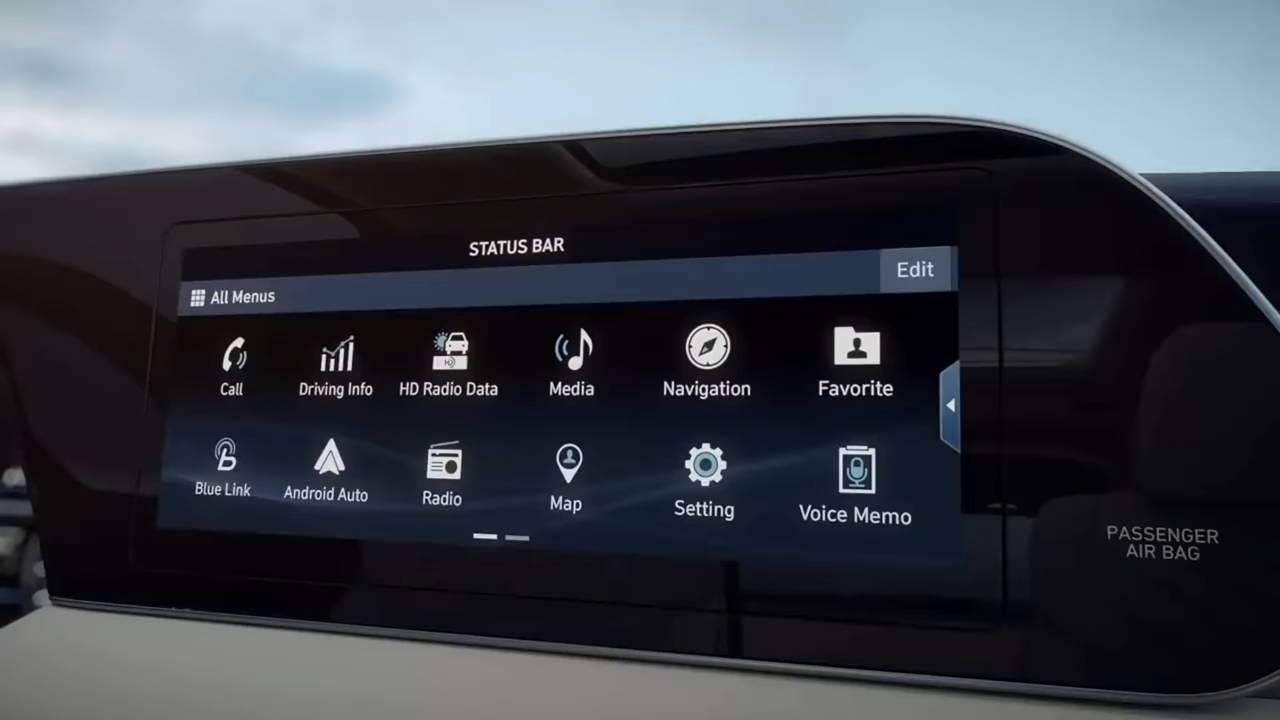 STATUS BAR
All Menus
Edit
Call
Driving Info
HD Radio Data
Media
Navigation
Favorite
Blue Link
Android Auto
Radio
Map
Setting
Voice Memo
PASSENGER
AIR BAG